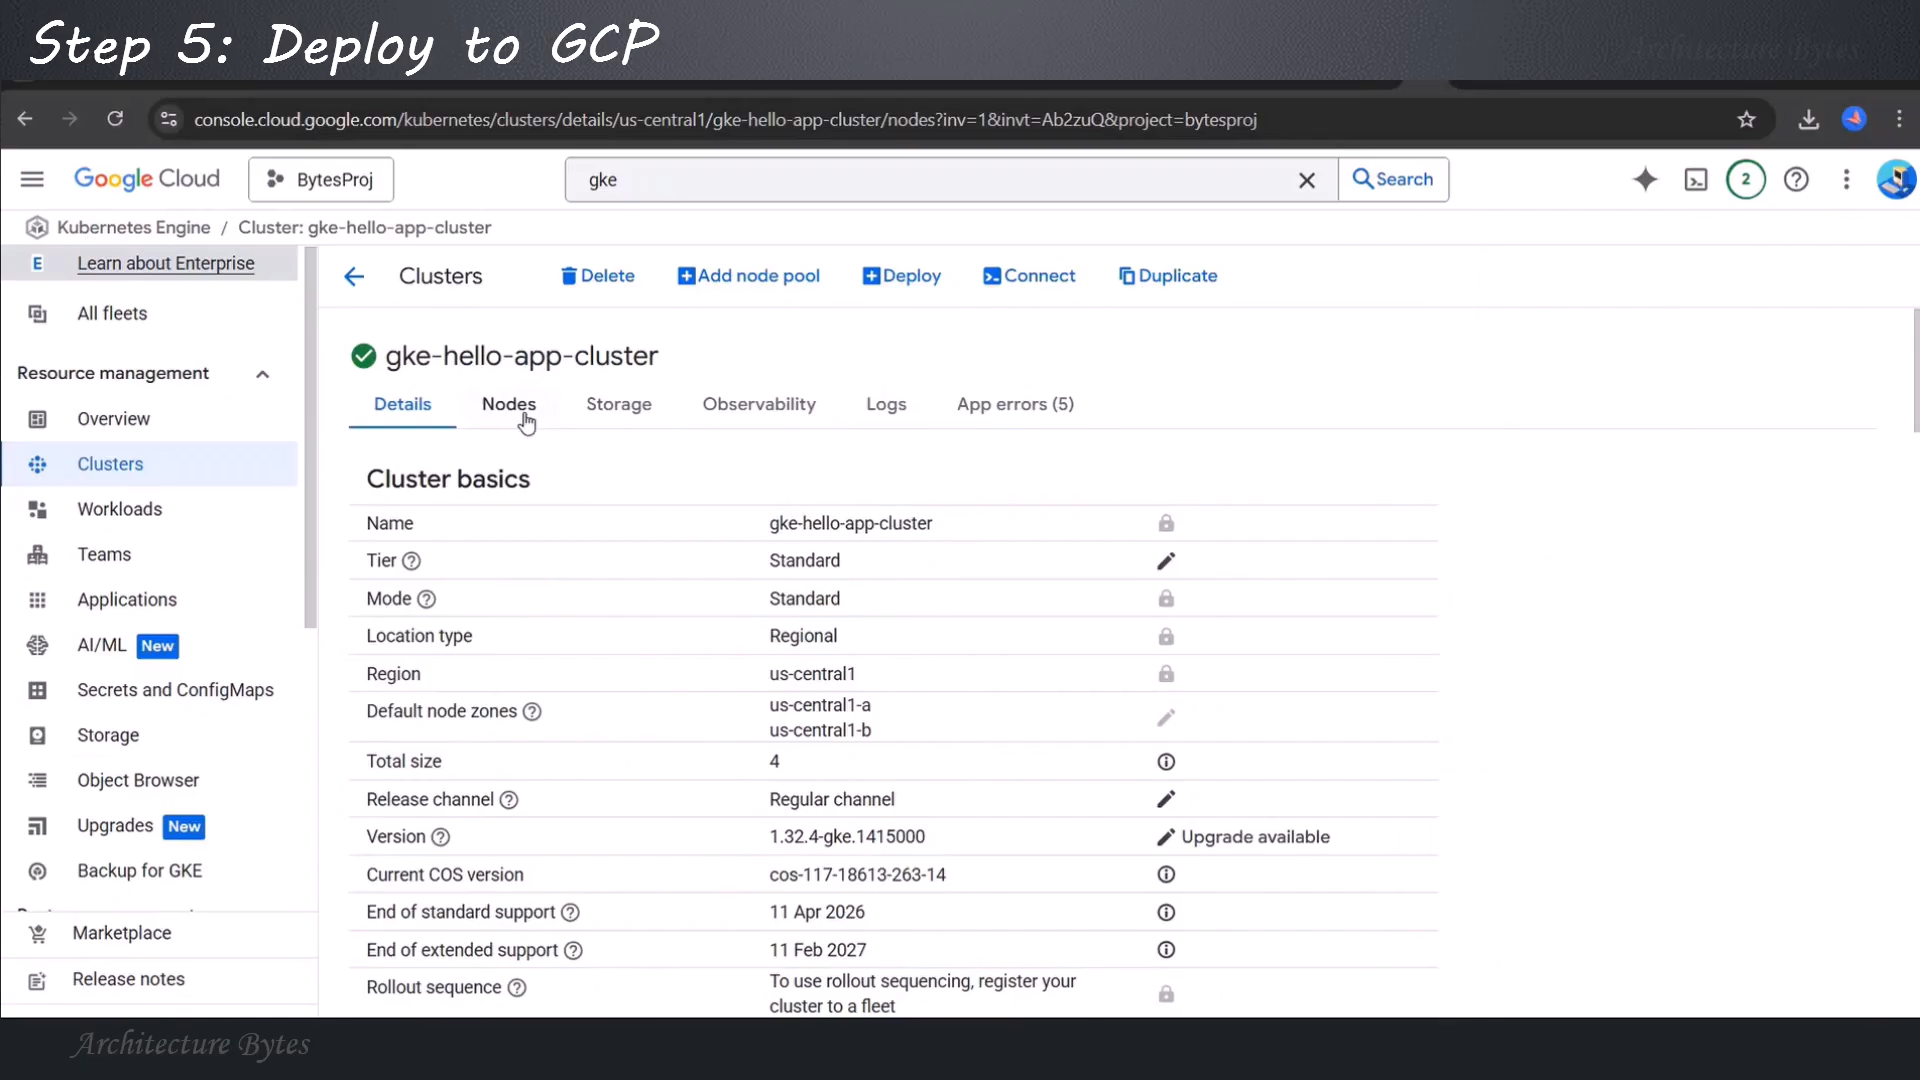 Step 5: Deploy to GCP
Architecture Bytes
console.cloud.google.com/kubernetes/clusters/details/us-central1/gke-hello-app-cluster/nodes?inv=1&invt=Ab2zuQ&project=bytesproj
Google Cloud
BytesProj
gke
Search
2
Kubernetes Engine / Cluster: gke-hello-app-cluster
E Learn about Enterprise
All fleets
Resource management
Overview
Clusters
Workloads
Teams
Applications
AI/ML New
Secrets and ConfigMaps
Storage
Object Browser
Upgrades New
Backup for GKE
Marketplace
Release notes
Clusters
Delete
Add node pool
Deploy
Connect
Duplicate
gke-hello-app-cluster
Details Nodes Storage Observability Logs App errors (5)
Cluster basics
Name gke-hello-app-cluster
Tier Standard
Mode Standard
Location type Regional
Region us-central1
Default node zones us-central1-a
us-central1-b
Total size 4
Release channel Regular channel
Version 1.32.4-gke.1415000 Upgrade available
Current COS version cos-117-18613-263-14
End of standard support 11 Apr 2026
End of extended support 11 Feb 2027
Rollout sequence To use rollout sequencing, register your
cluster to a fleet
Architecture Bytes